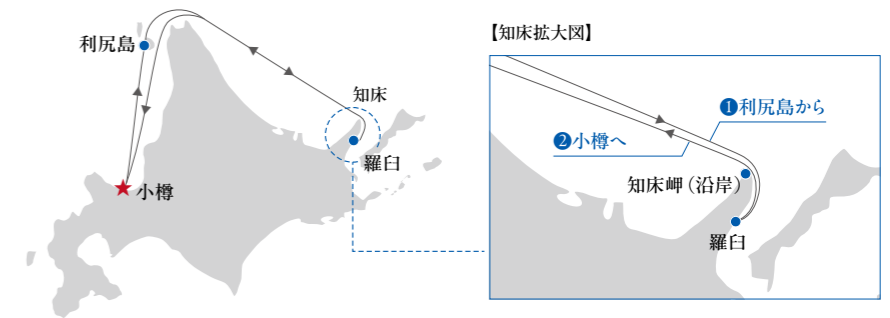 利尻島
知床
羅臼
小樽
【知床拡大図】
❶利尻島から
❷小樽へ
知床岬(沿岸)
羅臼